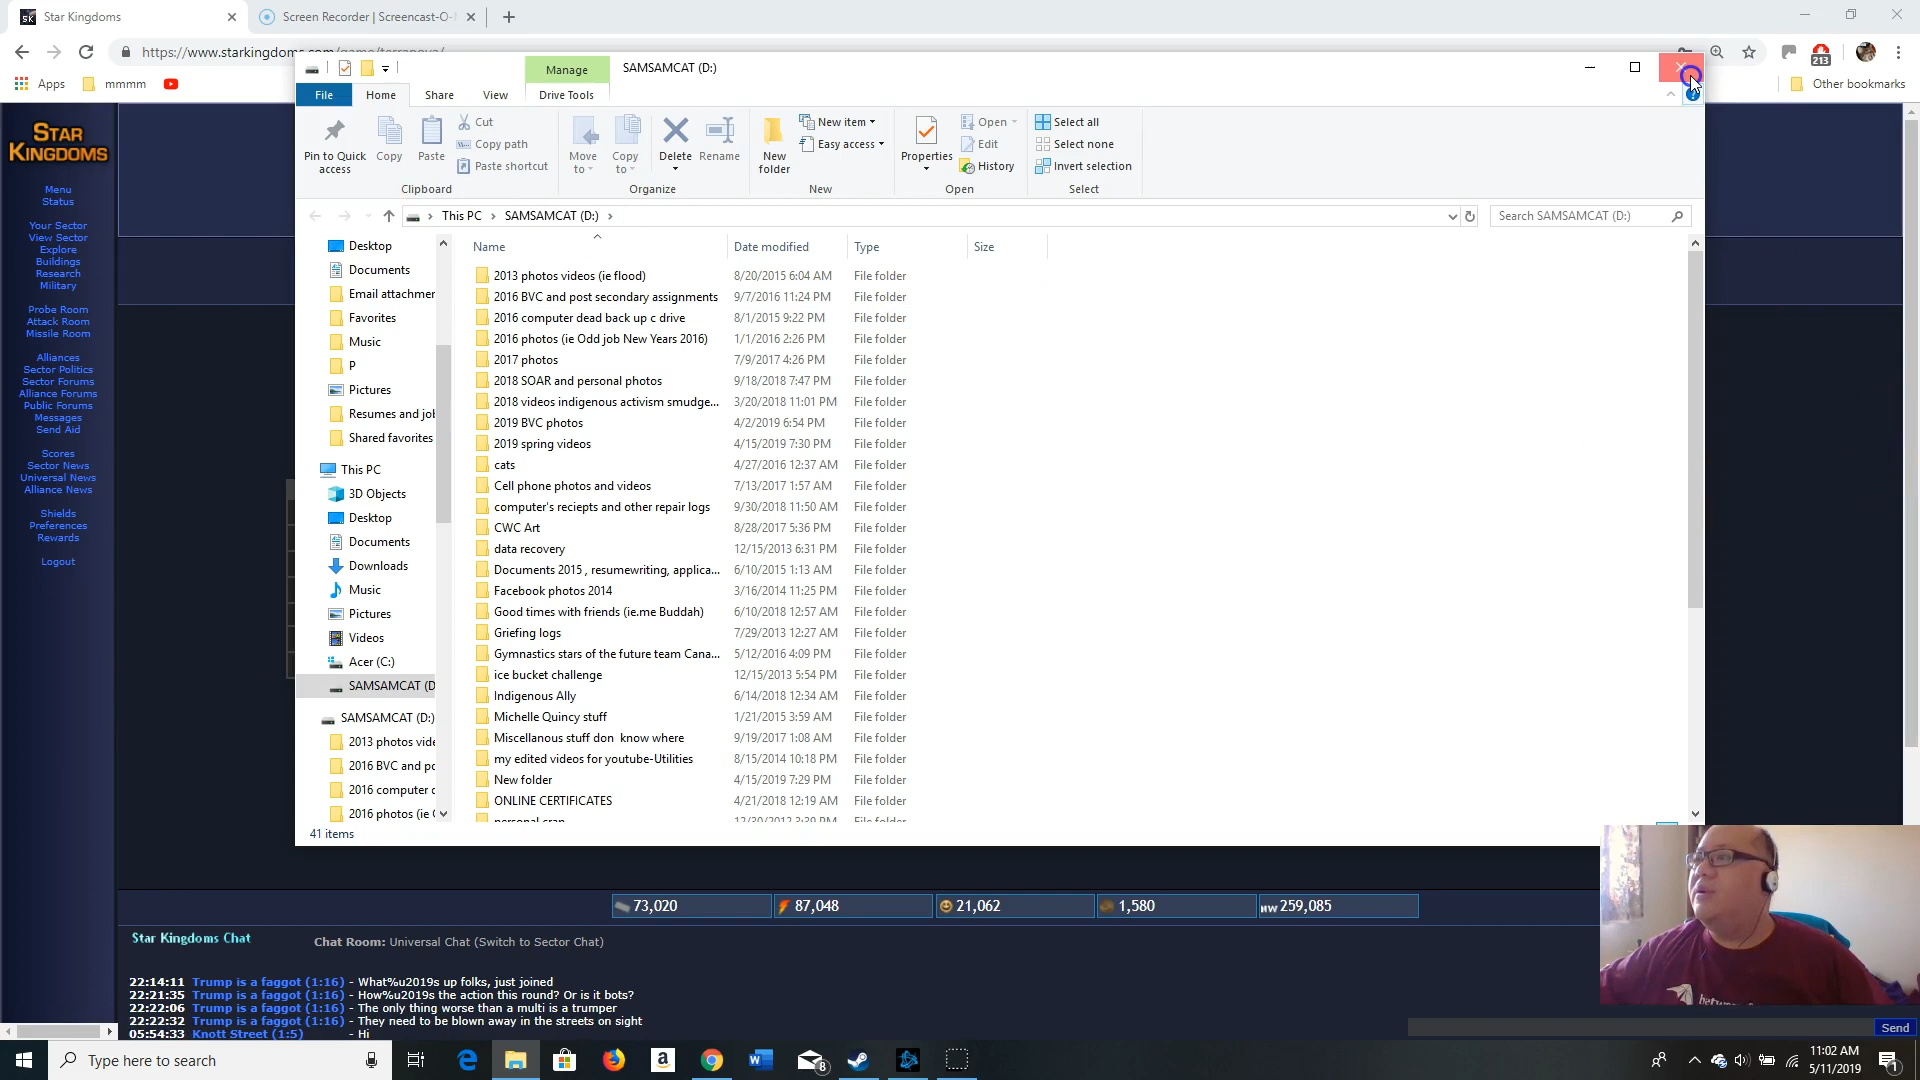 Star Kingdoms
Screen Recorder | Screencast-O-
https://www.starkingdoms.com/game/terranova/
213
Apps
mmmm
Other bookmarks
Manage
SAMSAMCAT (D:)
File
Home
Share
View
Drive Tools
Pin to Quick access
Copy
Paste
Cut
Copy path
Paste shortcut
Clipboard
Move to
Copy to
Delete
Rename
Organize
New folder
New item
Easy access
New
Properties
Open
Edit
History
Open
Select all
Select none
Invert selection
Select
This PC > SAMSAMCAT (D:) >
Search SAMSAMCAT (D:)
Desktop
Documents
Email attachmer
Favorites
Music
P
Pictures
Resumes and jol
Shared favorites
This PC
3D Objects
Desktop
Documents
Downloads
Music
Pictures
Videos
Acer (C:)
SAMSAMCAT (D
SAMSAMCAT (D:)
2013 photos vide
2016 BVC and po
2016 computer c
2016 photos (ie
Name Date modified Type Size
2013 photos videos (ie flood) 8/20/2015 6:04 AM File folder
2016 BVC and post secondary assignments 9/7/2016 11:24 PM File folder
2016 computer dead back up c drive 8/1/2015 9:22 PM File folder
2016 photos (ie Odd job New Years 2016) 1/1/2016 2:26 PM File folder
2017 photos 7/9/2017 4:26 PM File folder
2018 SOAR and personal photos 9/18/2018 7:47 PM File folder
2018 videos indigenous activism smudge... 3/20/2018 11:01 PM File folder
2019 BVC photos 4/2/2019 6:54 PM File folder
2019 spring videos 4/15/2019 7:30 PM File folder
cats 4/27/2016 12:37 AM File folder
Cell phone photos and videos 7/13/2017 1:57 AM File folder
computer's reciepts and other repair logs 9/30/2018 11:50 AM File folder
CWC Art 8/28/2017 5:36 PM File folder
data recovery 12/15/2013 6:31 PM File folder
Documents 2015 , resumewriting, applica... 6/10/2015 1:13 AM File folder
Facebook photos 2014 3/16/2014 11:25 PM File folder
Good times with friends (ie.me Buddah) 6/10/2018 12:57 AM File folder
Griefing logs 7/29/2013 12:27 AM File folder
Gymnastics stars of the future team Cana... 5/12/2016 4:09 PM File folder
ice bucket challenge 12/15/2013 5:54 PM File folder
Indigenous Ally 6/14/2018 12:34 AM File folder
Michelle Quincy stuff 1/21/2015 3:59 AM File folder
Miscellanous stuff don know where 9/19/2017 1:08 AM File folder
my edited videos for youtube-Utilities 8/15/2014 10:18 PM File folder
New folder 4/15/2019 7:29 PM File folder
ONLINE CERTIFICATES 4/21/2018 12:19 AM File folder
personal crap 12/30/2013 3:39 PM File folder
41 items
STAR
KINGDOMS
Menu
Status
Your Sector
View Sector
Explore
Buildings
Research
Military
Probe Room
Attack Room
Missile Room
Alliances
Sector Politics
Sector Forums
Alliance Forums
Public Forums
Messages
Send Aid
Scores
Sector News
Universal News
Alliance News
Shields
Preferences
Rewards
Logout
73,020
87,048
21,062
1,580
NW 259,085
Star Kingdoms Chat
Chat Room: Universal Chat (Switch to Sector Chat)
22:14:11 Trump is a faggot (1:16) - What%u2019s up folks, just joined
22:21:35 Trump is a faggot (1:16) - How%u2019s the action this round? Or is it bots?
22:22:06 Trump is a faggot (1:16) - The only thing worse than a multi is a trumper
22:22:32 Trump is a faggot (1:16) - They need to be blown away in the streets on sight
05:54:33 Knott Street (1:5) - Hi
Send
Type here to search
8
11:02 AM
5/11/2019
1